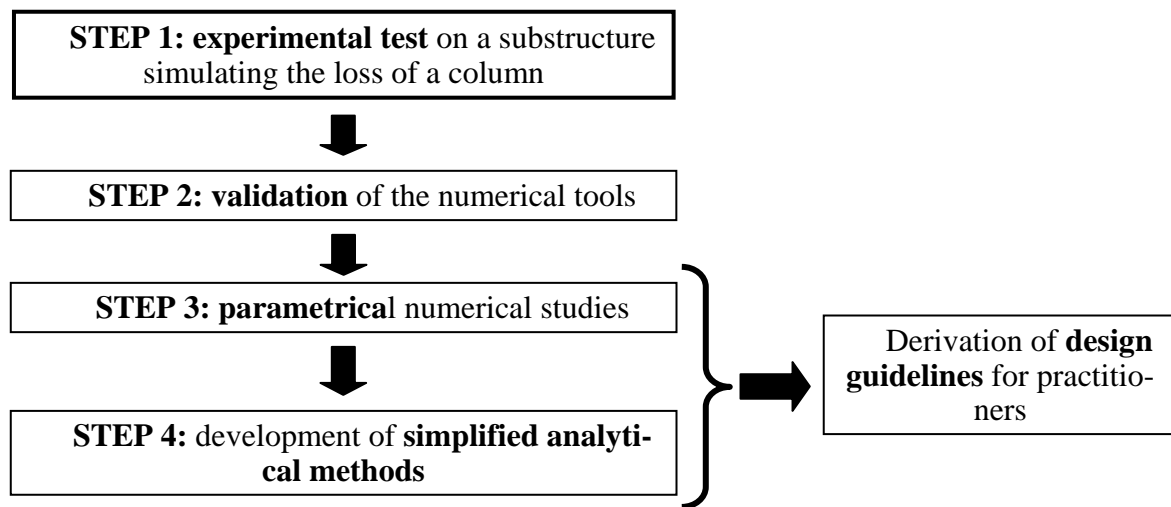 STEP 1: experimental test on a substructure
simulating the loss of a column
STEP 2: validation of the numerical tools
STEP 3: parametrical numerical studies
STEP 4: development of simplified analyti-
cal methods
Derivation of design
guidelines for practitio-
ners